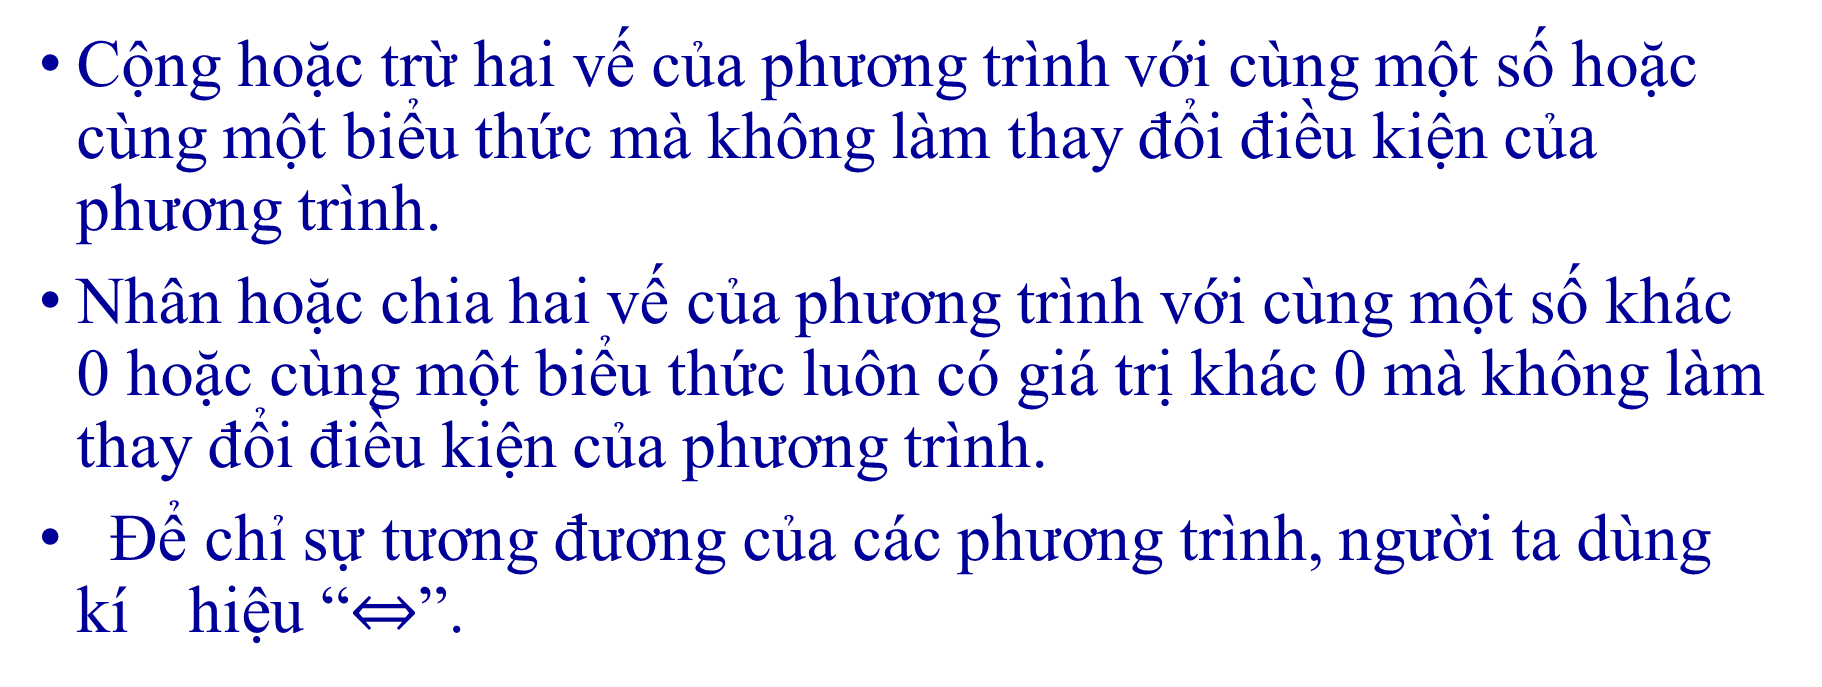 • Cộng hoặc trừ hai vế của phương trình với cùng một số hoặc
cùng một biểu thức mà không làm thay đổi điều kiện của
phương trình.
• Nhân hoặc chia hai vế của phương trình với cùng một số khác
0 hoặc cùng một biểu thức luôn có giá trị khác 0 mà không làm
thay đổi điều kiện của phương trình.
• Để chỉ sự tương đương của các phương trình, người ta dùng
kí hiệu “⇔”.